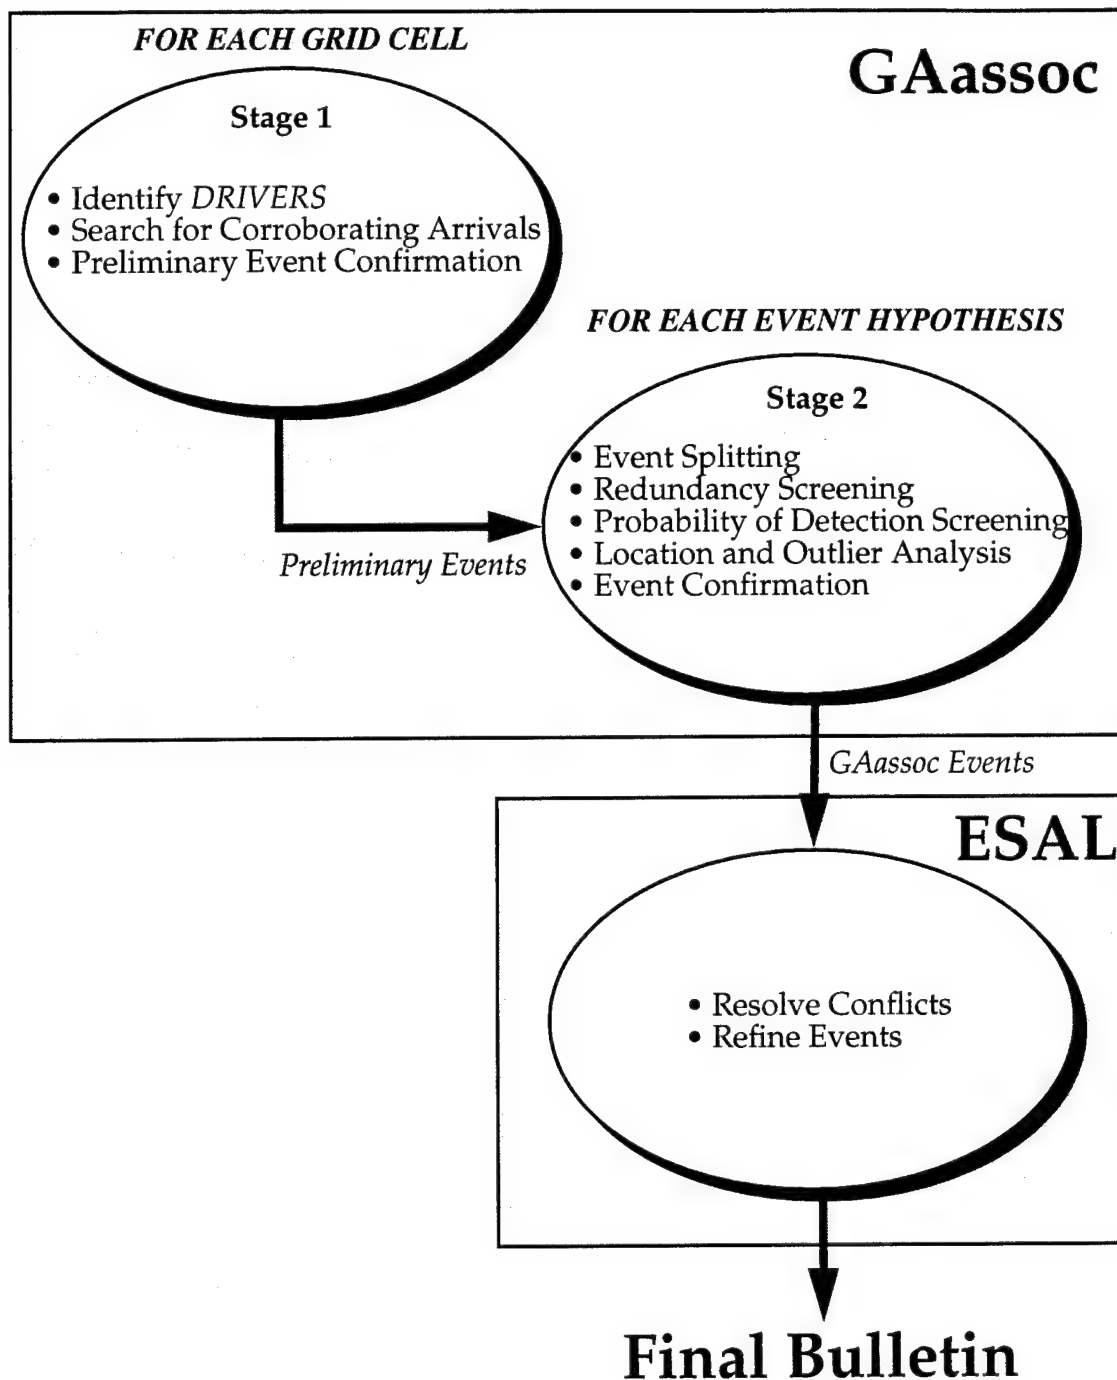 FOR EACH GRID CELL
GAassoc
Stage 1
• Identify DRIVERS
• Search for Corroborating Arrivals
• Preliminary Event Confirmation
FOR EACH EVENT HYPOTHESIS
Stage 2
• Event Splitting
• Redundancy Screening
• Probability of Detection Screening
• Location and Outlier Analysis
• Event Confirmation
Preliminary Events
GAassoc Events
ESAL
• Resolve Conflicts
• Refine Events
Final Bulletin